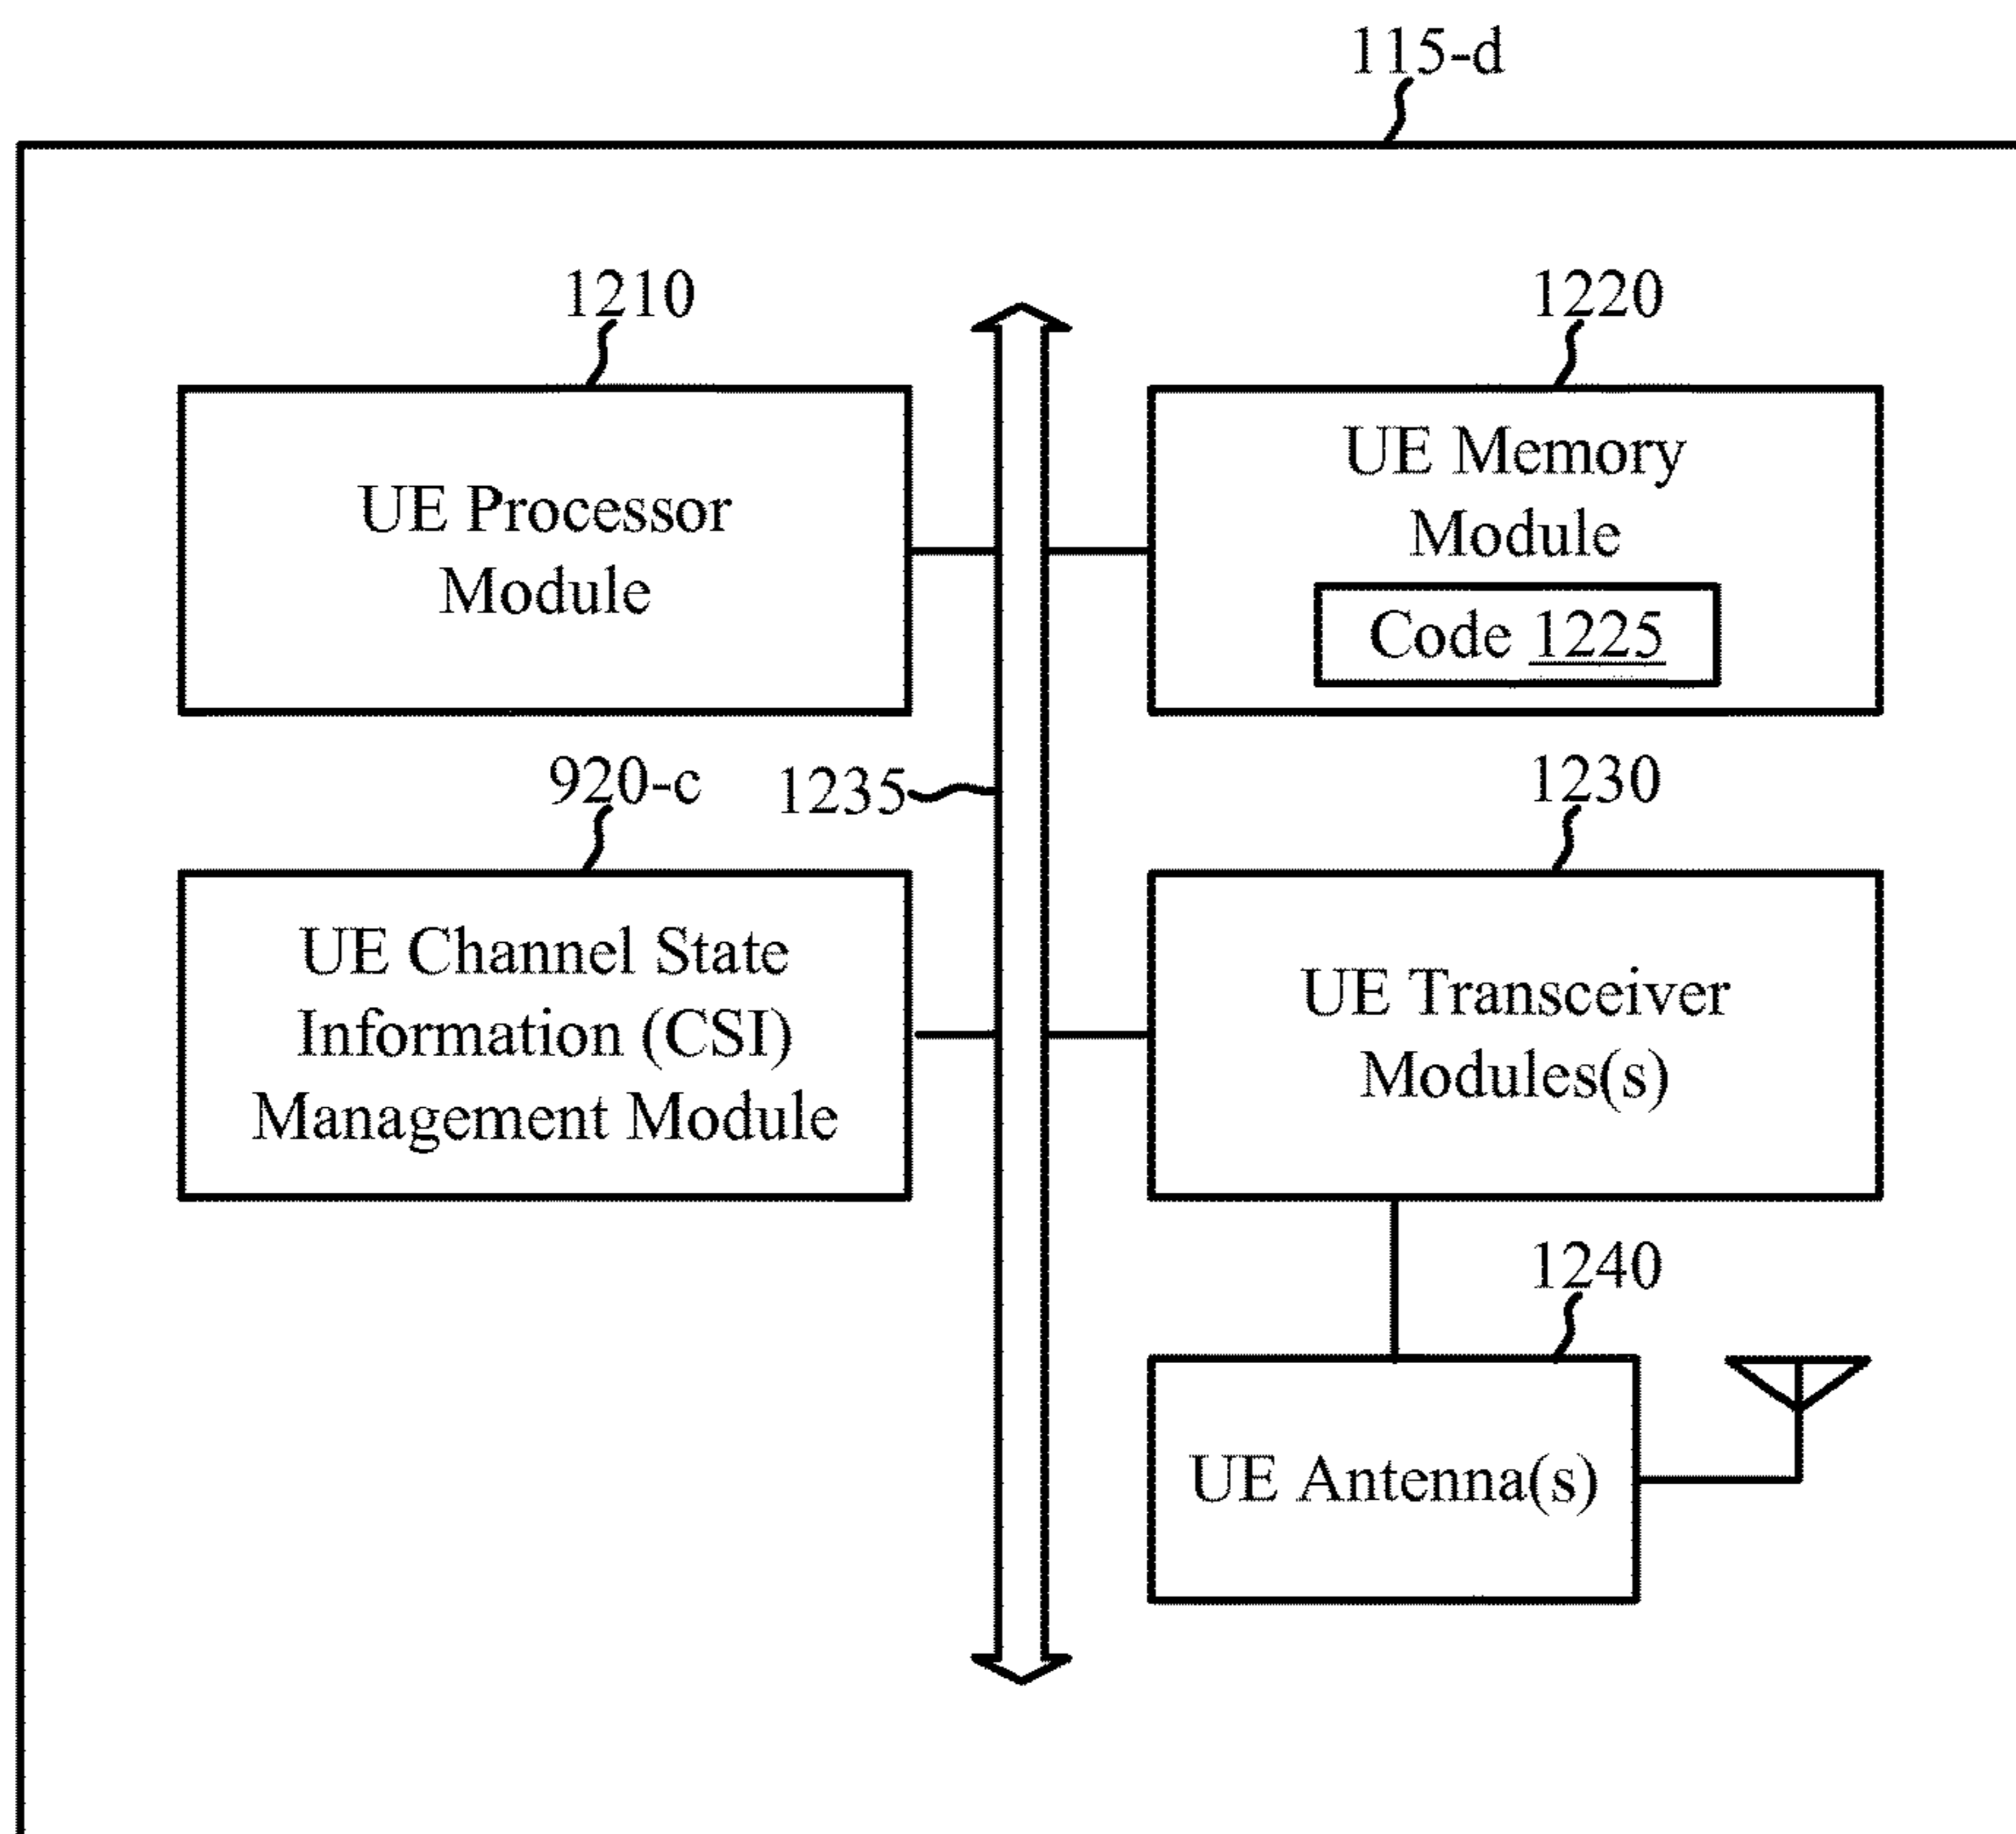 115-d
1210
1220
UE Processor
Module
UE Memory
Module
Code 1225
920-c
1235
1230
UE Channel State
Information (CSI)
Management Module
UE Transceiver
Modules(s)
1240
UE Antenna(s)